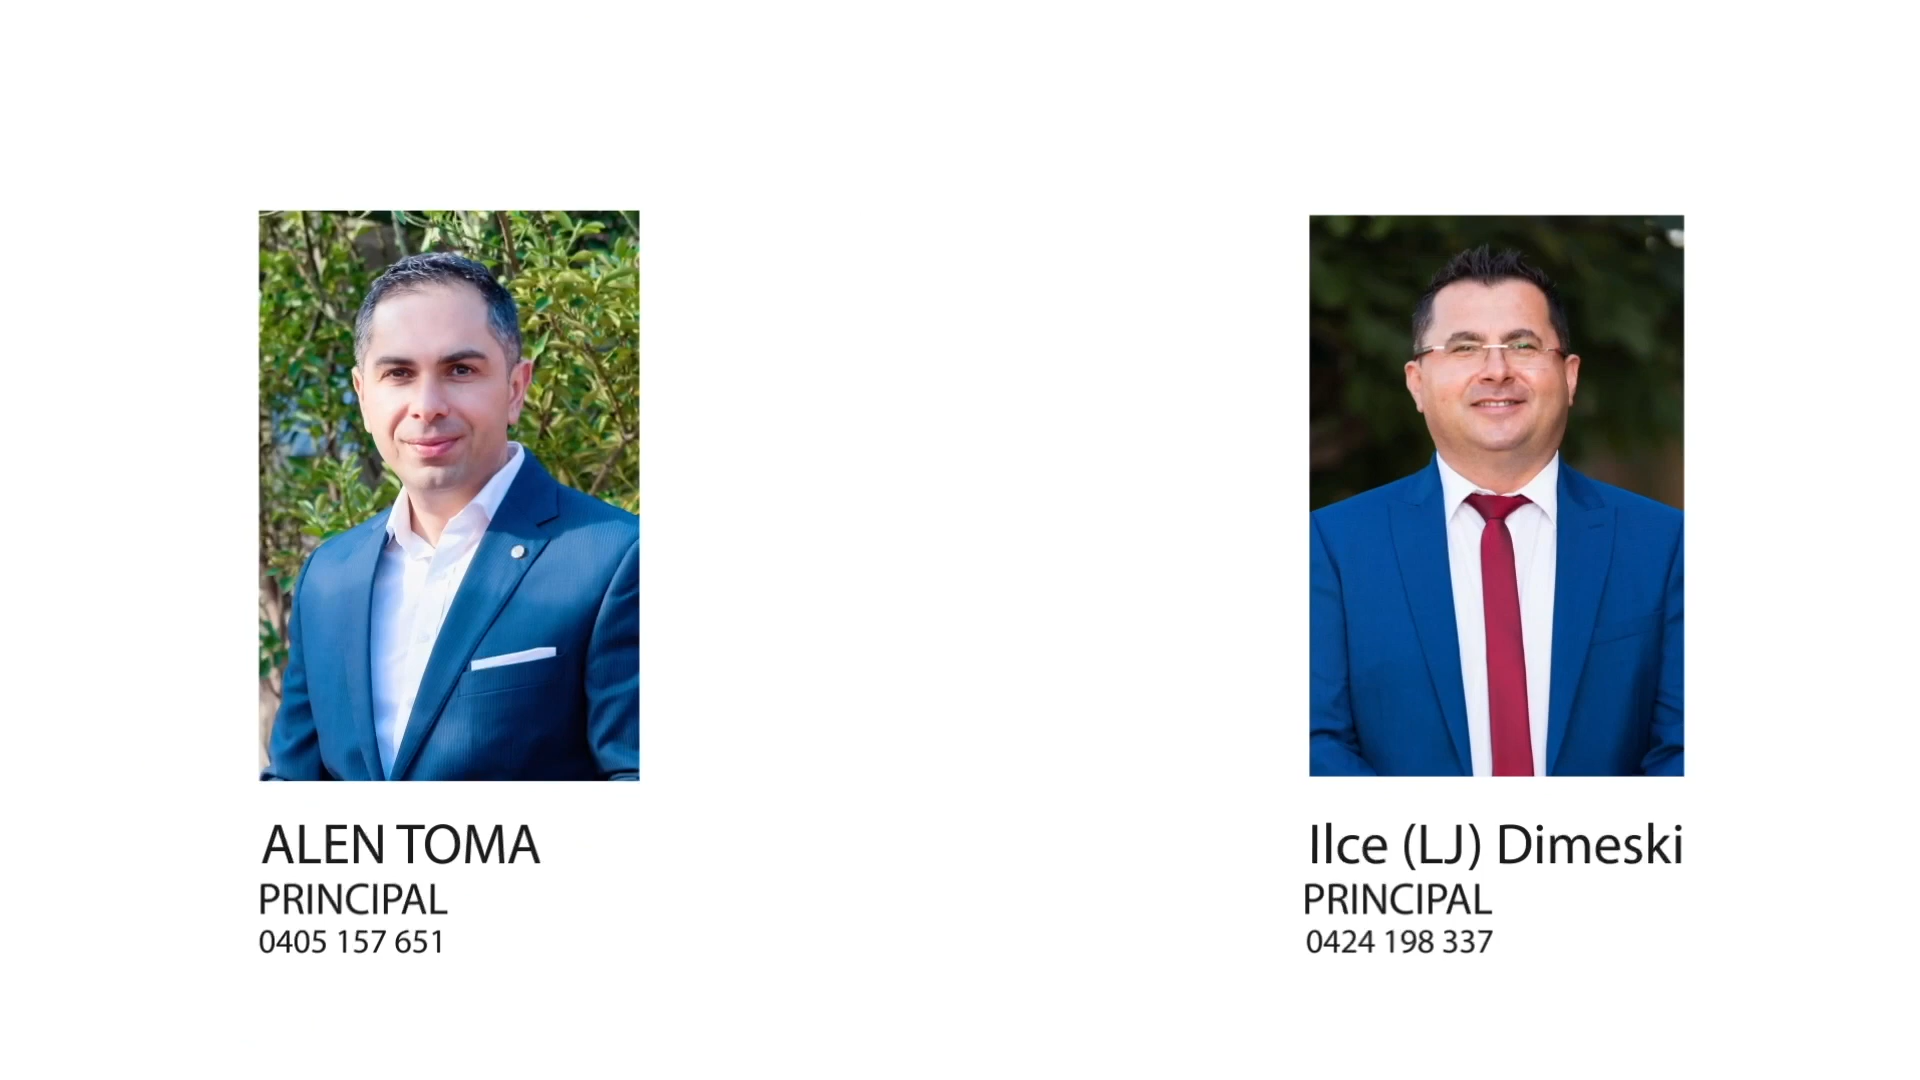 ALEN TOMA
PRINCIPAL
0405 157 651
Ilce (LJ) Dimeski
PRINCIPAL
0424 198 337